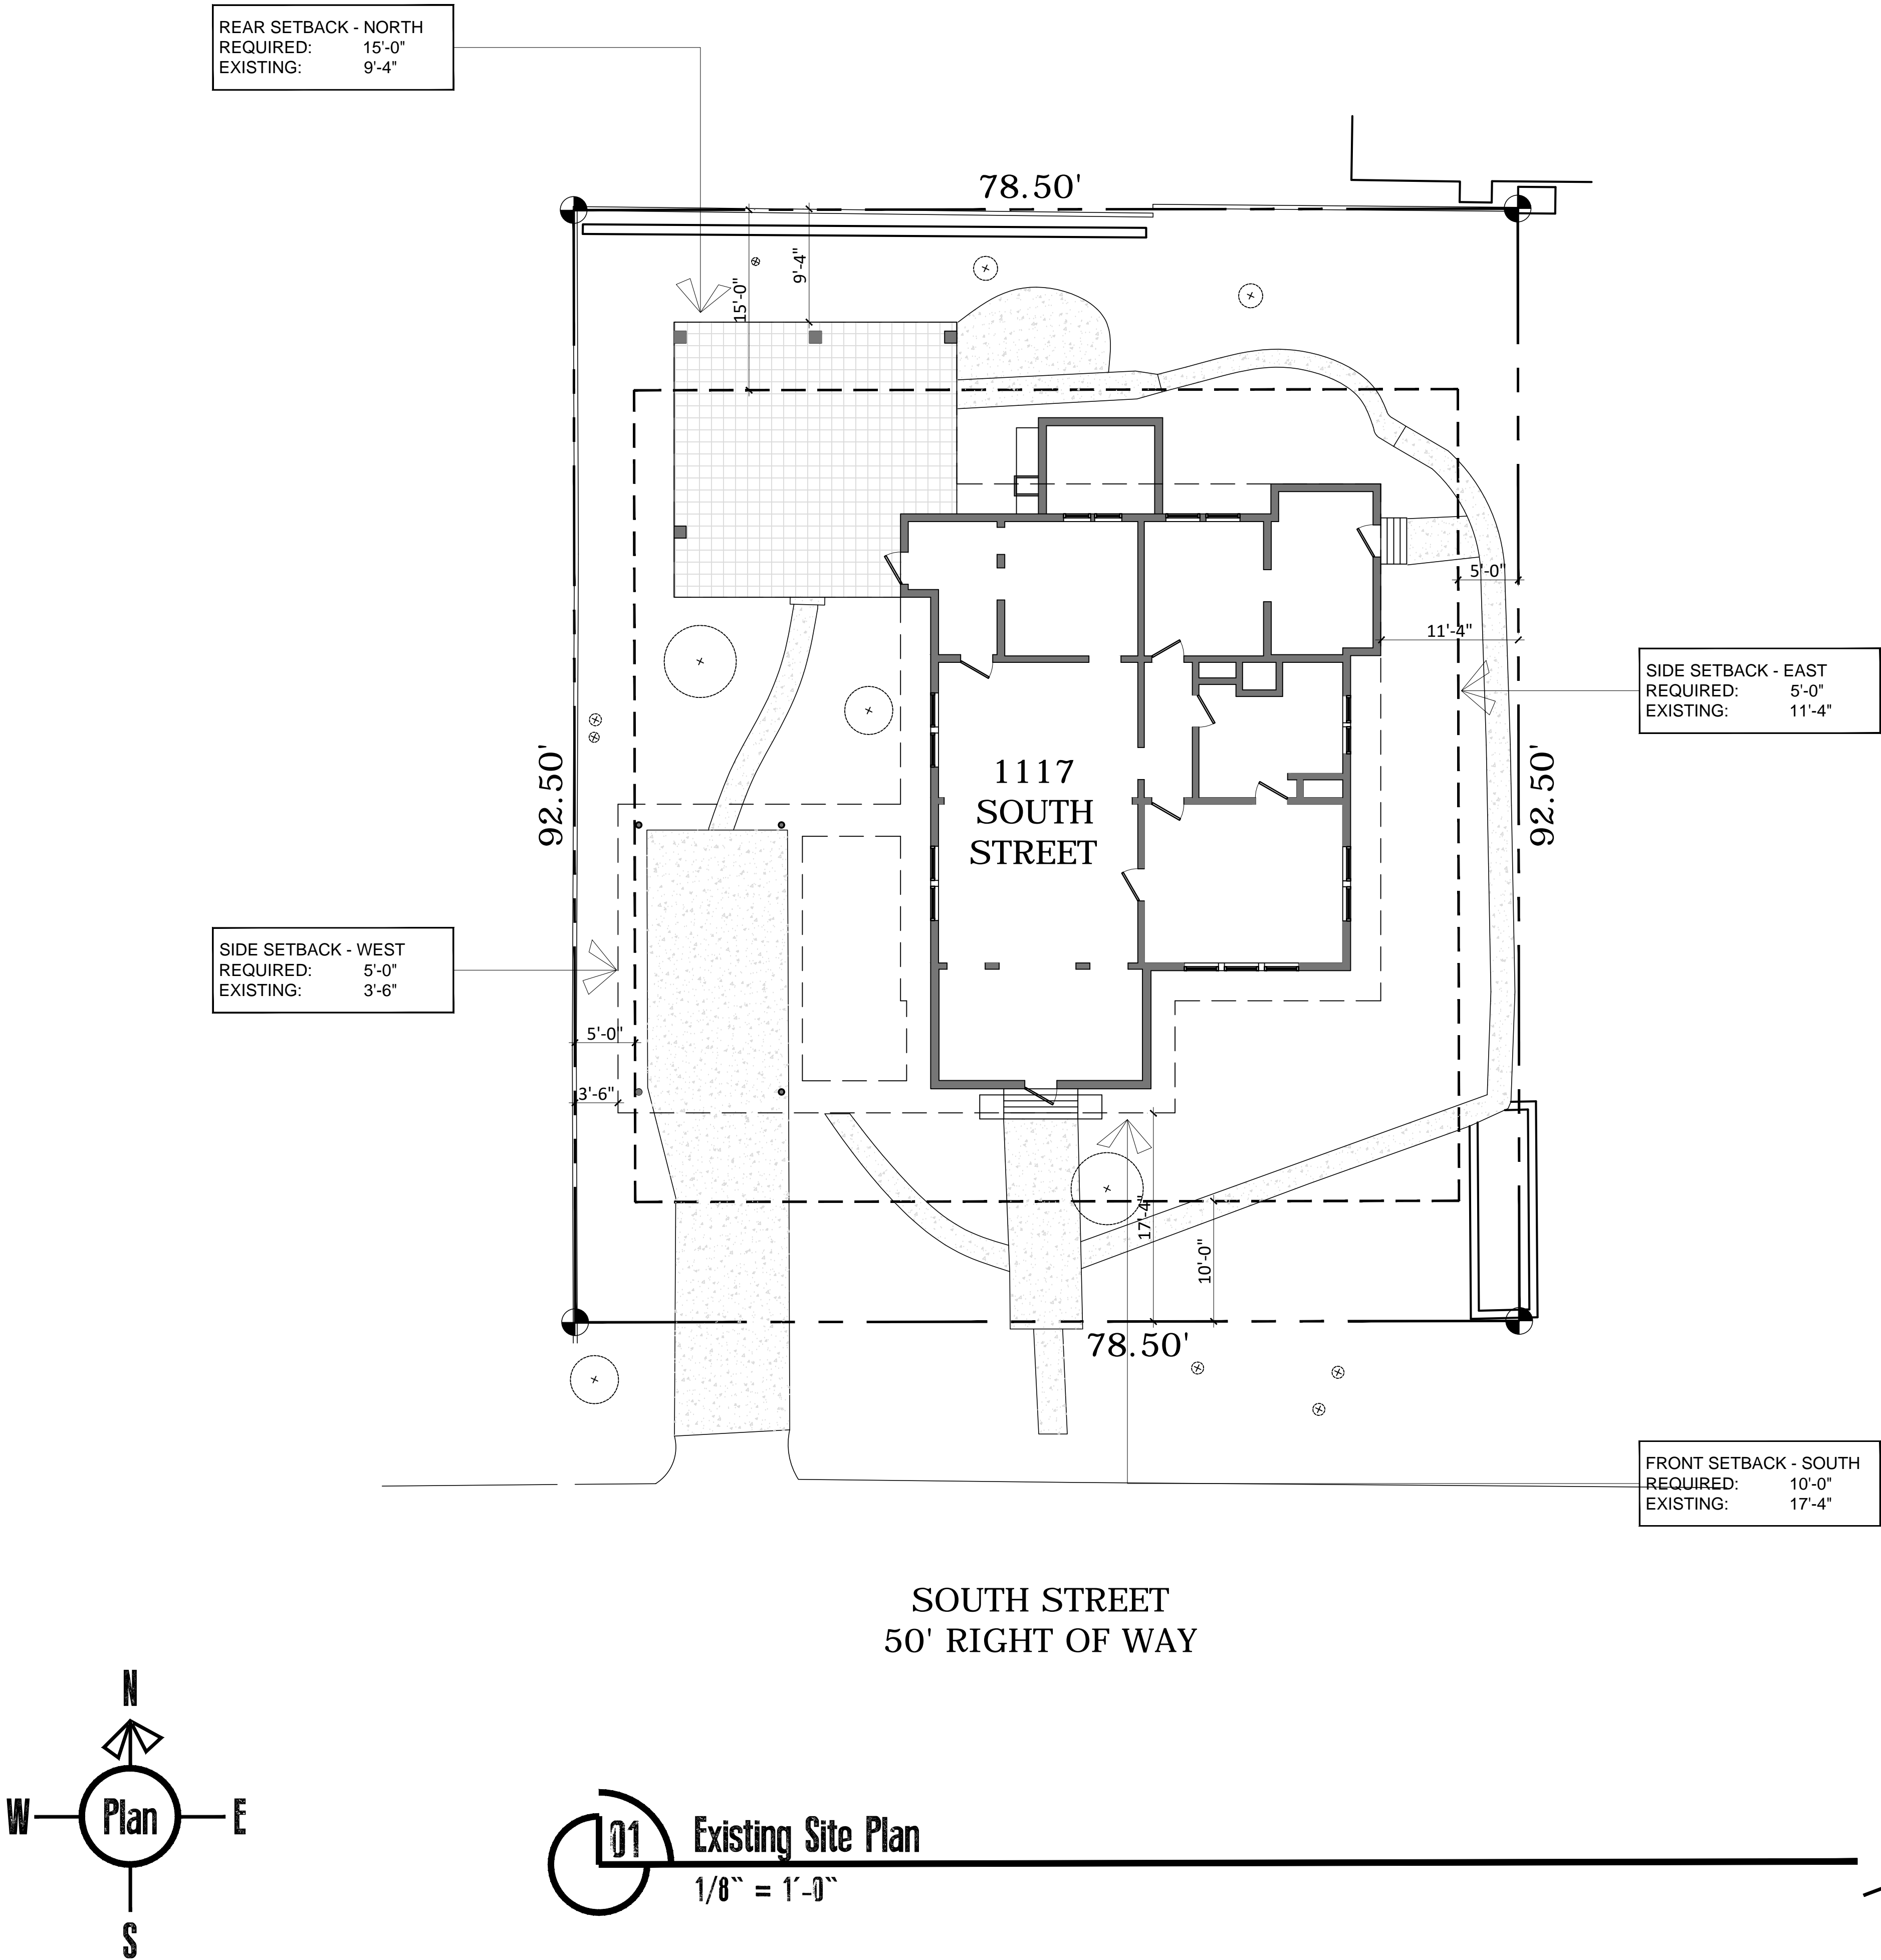 REAR SETBACK - NORTH
REQUIRED: 15'-0"
EXISTING: 9'-4"
78.50'
15'-0"
9'-4"
5'-0"
11'-4"
SIDE SETBACK - EAST
REQUIRED: 5'-0"
EXISTING: 11'-4"
92.50'
1117
SOUTH
STREET
92.50'
SIDE SETBACK - WEST
REQUIRED: 5'-0"
EXISTING: 3'-6"
5'-0"
3'-6"
17'-4"
10'-0"
78.50'
FRONT SETBACK - SOUTH
REQUIRED: 10'-0"
EXISTING: 17'-4"
SOUTH STREET
50' RIGHT OF WAY
N
W Plan E
S
01 Existing Site Plan
1/8" = 1'-0"